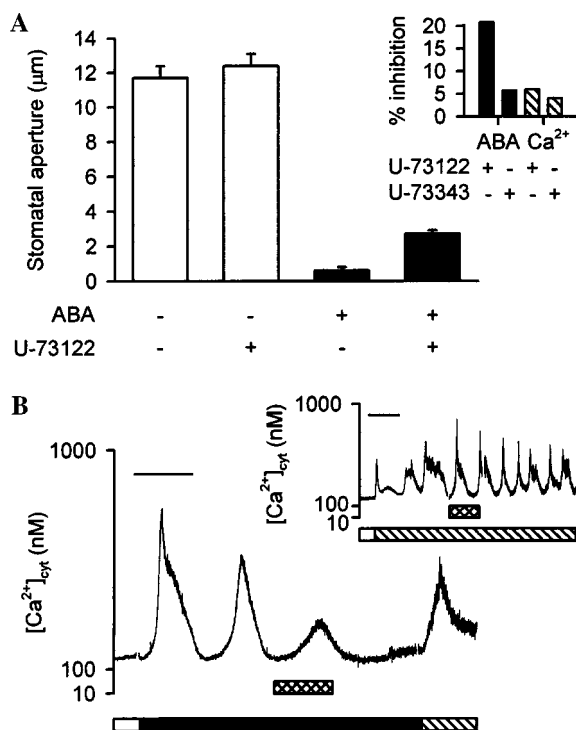 A
Stomatal aperture (μm)
14
12
10
8
6
4
2
0
ABA - - + +
U-73122 - + - +
% inhibition
20
15
10
5
0
ABA Ca²⁺
U-73122 + - + -
U-73343 - + - +
B
[Ca²⁺]cyt (nM)
1000
100
10
[Ca²⁺]cyt (nM)
1000
100
10